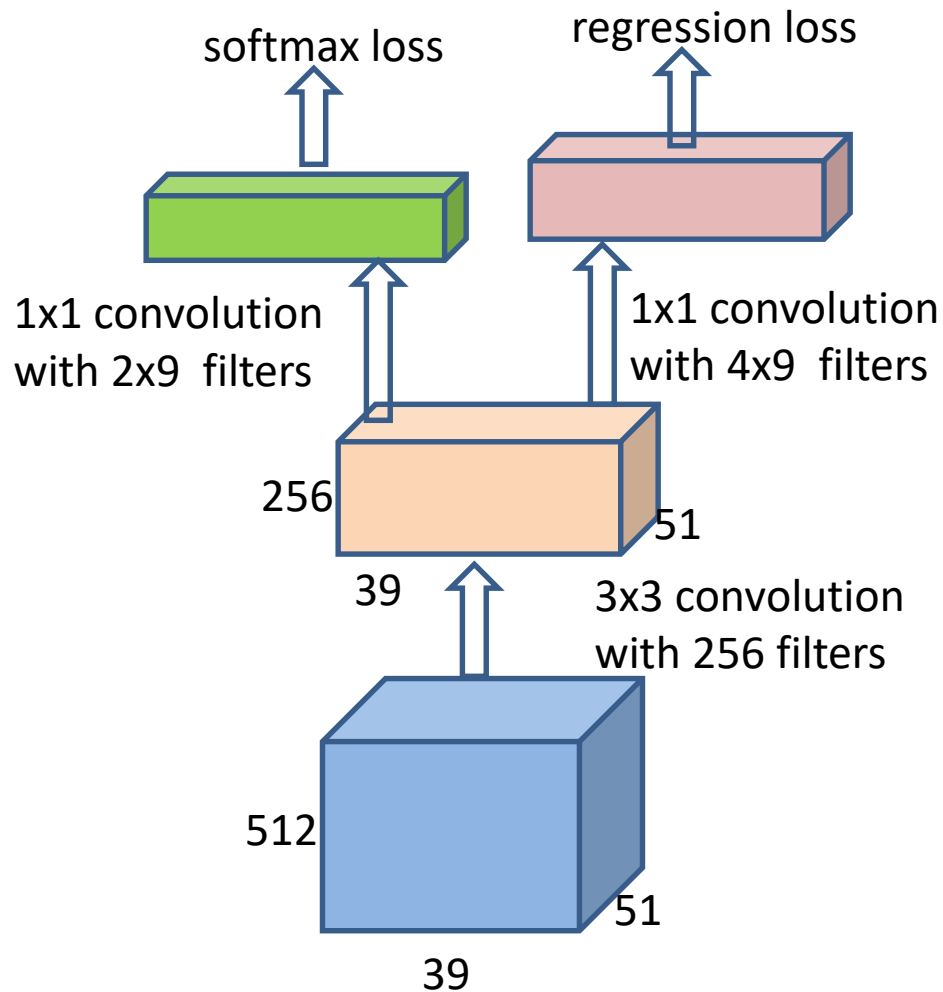 softmax loss
regression loss
1x1 convolution
with 2x9 filters
1x1 convolution
with 4x9 filters
256
51
39
3x3 convolution
with 256 filters
512
51
39